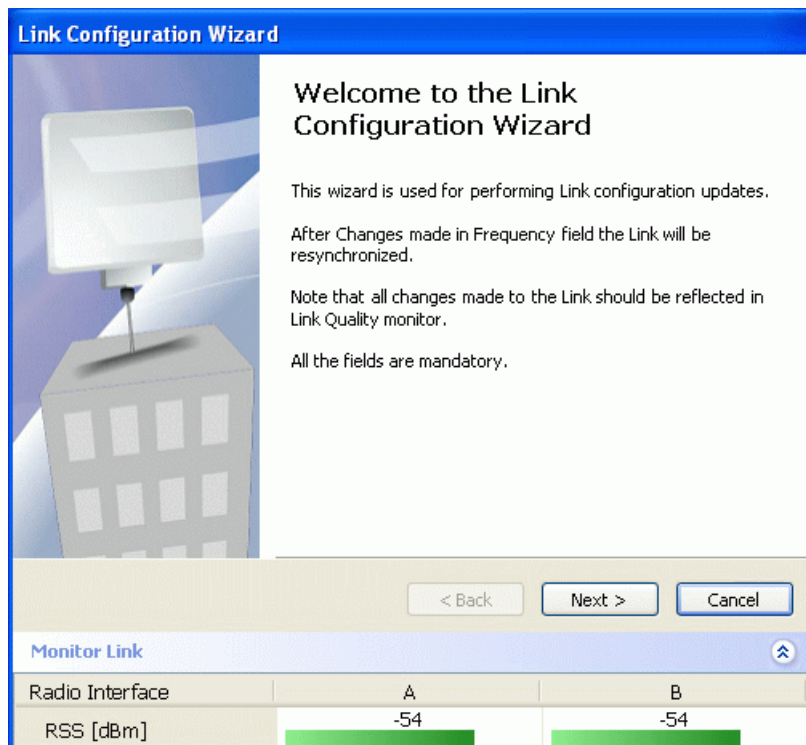 Link Configuration Wizard
Welcome to the Link
Configuration Wizard
This wizard is used for performing Link configuration updates.
After Changes made in Frequency field the Link will be
resynchronized.
Note that all changes made to the Link should be reflected in
Link Quality monitor.
All the fields are mandatory.
< Back Next > Cancel
Monitor Link
Radio Interface A B
RSS [dBm] -54 -54